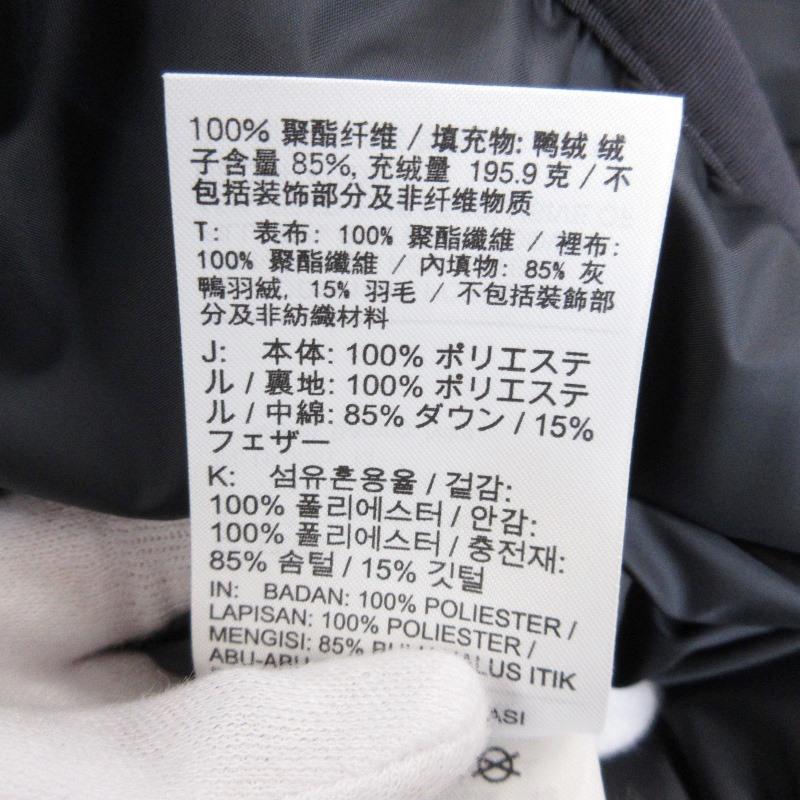 100% 聚酯纤维 / 填充物: 鸭绒 绒
子含量 85%, 充绒量 195.9 克 / 不
包括装饰部分及非纤维物质
T: 表布: 100% 聚酯纖維 / 裡布:
100% 聚酯纖維 / 內填物: 85% 灰
鴨羽絨, 15% 羽毛 / 不包括裝飾部
分及非紡織材料
J: 本体: 100% ポリエステ
ル / 裏地: 100% ポリエステ
ル / 中綿: 85% ダウン / 15%
フェザー
K: 섬유혼용율 / 겉감:
100% 폴리에스터 / 안감:
100% 폴리에스터 / 충전재:
85% 솜털 / 15% 깃털
IN: BADAN: 100% POLIESTER /
LAPISAN: 100% POLIESTER /
MENGISI: 85% ITIK
ABU-ABU